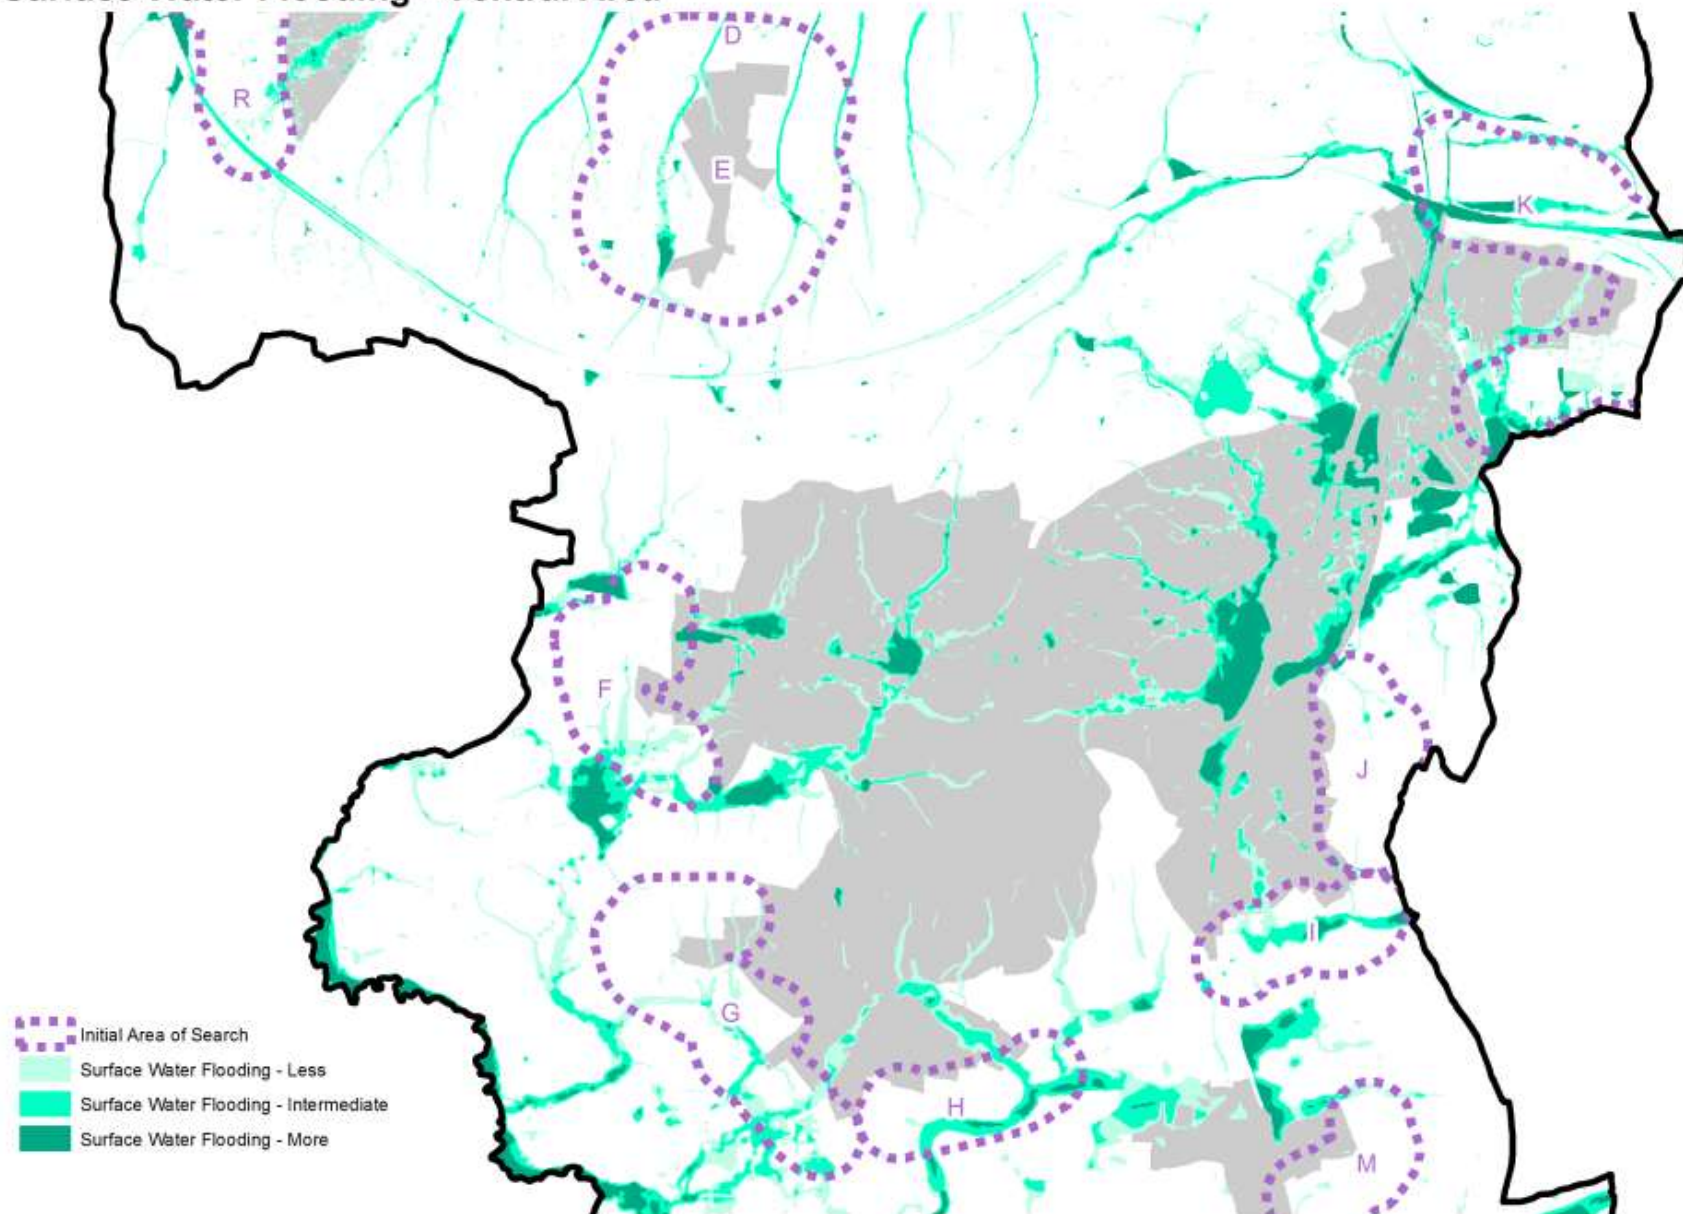 D
R
E
K
F
J
I
G
H
M
Initial Area of Search
Surface Water Flooding - Less
Surface Water Flooding - Intermediate
Surface Water Flooding - More